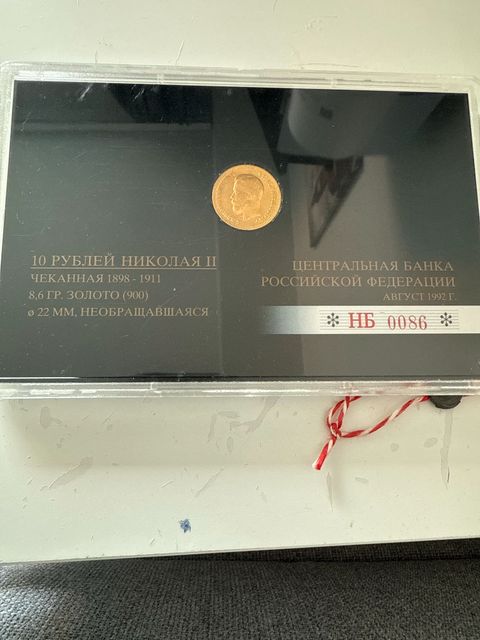 10 РУБЛЕЙ НИКОЛАЯ II
ЧЕКАННАЯ 1898 - 1911
8,6 ГР. ЗОЛОТО (900)
ø 22 ММ, НЕОБРАЩАВШАЯСЯ
ЦЕНТРАЛЬНАЯ БАНКА
РОССИЙСКОЙ ФЕДЕРАЦИИ
АВГУСТ 1992 Г.
* НБ 0086 *